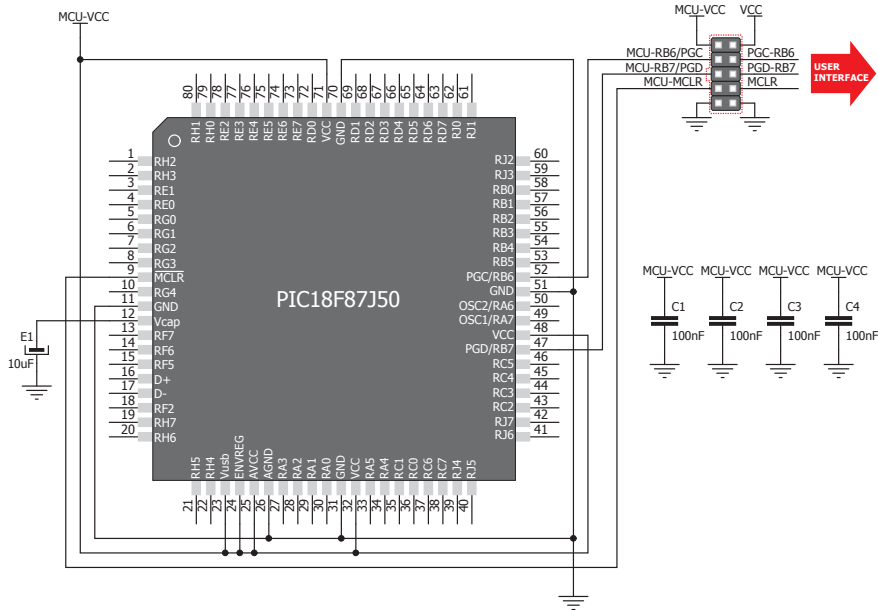 MCU-VCC
MCU-VCC VCC
MCU-RB6/PGC PGC-RB6
MCU-RB7/PGD PGD-RB7
MCU-MCLR MCLR
USER
INTERFACE
80 79 78 77 76 75 74 73 72 71 70 69 68 67 66 65 64 63 62 61
RH1 RH0 RE2 RE3 RE4 RE5 RE6 RE7 RD0 VCC GND RD1 RD2 RD3 RD4 RD5 RD6 RD7 RJ0 RJ1
1 RH2
2 RH3
3 RE1
4 RE0
5 RG0
6 RG1
7 RG2
8 RG3
9 MCLR
10 RG4
11 GND
12 Vcap
13 RF7
14 RF6
15 RF5
16 D+
17 D-
18 RF2
19 RH7
20 RH6
PIC18F87J50
RJ2 60
RJ3 59
RB0 58
RB1 57
RB2 56
RB3 55
RB4 54
RB5 53
PGC/RB6 52
GND 51
OSC2/RA6 50
OSC1/RA7 49
VCC 48
PGD/RB7 47
RC5 46
RC4 45
RC3 44
RC2 43
RJ7 42
RJ6 41
RH5 RH4 Vusb ENVREG AVCC AGND RA3 RA2 RA1 RA0 GND VCC RA5 RA4 RC1 RC0 RC6 RC7 RJ4 RJ5
21 22 23 24 25 26 27 28 29 30 31 32 33 34 35 36 37 38 39 40
E1
10uF
MCU-VCC MCU-VCC MCU-VCC MCU-VCC
C1 C2 C3 C4
100nF 100nF 100nF 100nF